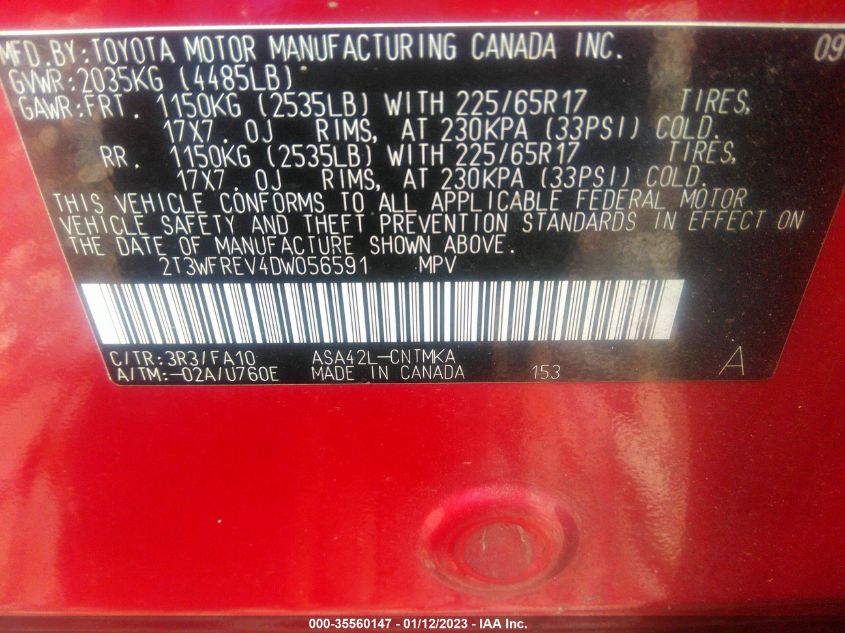 MFD.BY:TOYOTA MOTOR MANUFACTURING CANADA INC. 09
GVWR:2035KG (4485LB)
GAWR:FRT. 1150KG (2535LB) WITH 225/65R17 TIRES,
17X7.0J RIMS, AT 230KPA (33PSI) COLD.
RR. 1150KG (2535LB) WITH 225/65R17 TIRES,
17X7.0J RIMS, AT 230KPA (33PSI) COLD.
THIS VEHICLE CONFORMS TO ALL APPLICABLE FEDERAL MOTOR
VEHICLE SAFETY AND THEFT PREVENTION STANDARDS IN EFFECT ON
THE DATE OF MANUFACTURE SHOWN ABOVE.
2T3WFREV4DW056591 MPV
C/TR:3R3/FA10 ASA42L-CNTMKA
A/TM:-02A/U760E MADE IN CANADA 153 A
000-35560147 - 01/12/2023 - IAA Inc.